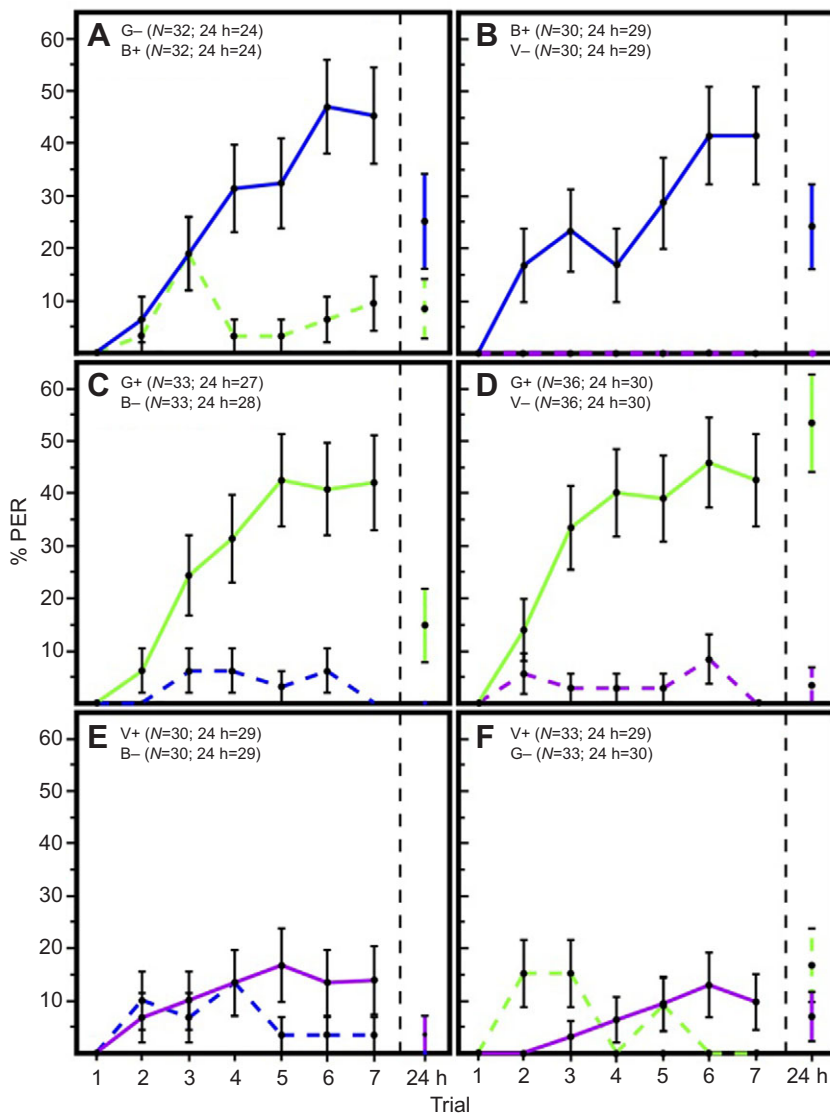 60
50
40
30
20
10
A
G– (N=32; 24 h=24)
B+ (N=32; 24 h=24)
B
B+ (N=30; 24 h=29)
V– (N=30; 24 h=29)
% PER
60
50
40
30
20
10
C
G+ (N=33; 24 h=27)
B– (N=33; 24 h=28)
D
G+ (N=36; 24 h=30)
V– (N=36; 24 h=30)
60
50
40
30
20
10
E
V+ (N=30; 24 h=29)
B– (N=30; 24 h=29)
F
V+ (N=33; 24 h=29)
G– (N=33; 24 h=30)
1 2 3 4 5 6 7 24 h 1 2 3 4 5 6 7 24 h
Trial